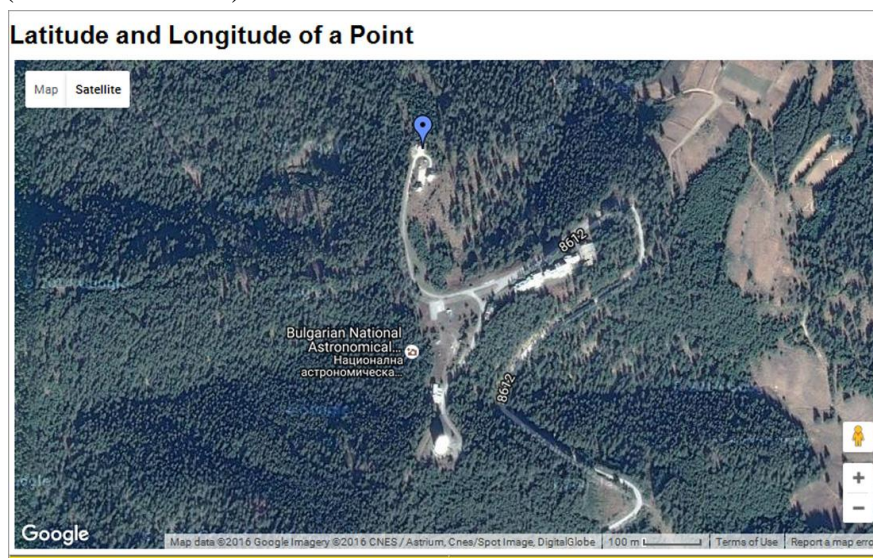 Latitude and Longitude of a Point
Map Satellite
8612
Bulgarian National
Astronomical...
Национална
астрономическа...
8612
+
−
Google
Map data ©2016 Google Imagery ©2016 CNES / Astrium, Cnes/Spot Image, DigitalGlobe 100 m Terms of Use Report a map erro